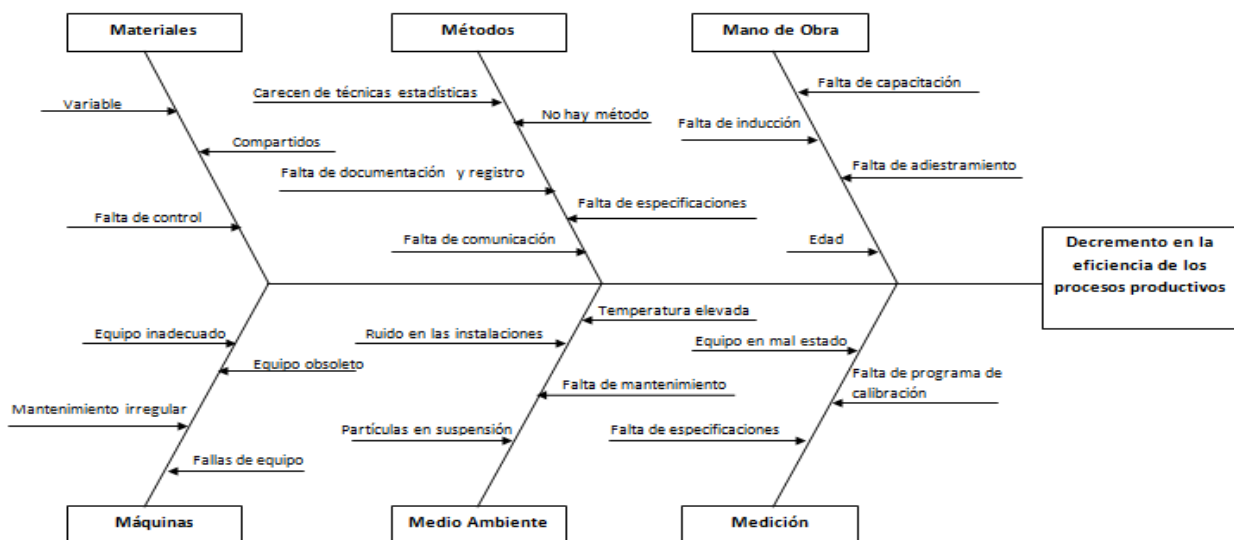 Materiales
Métodos
Mano de Obra
Variable
Compartidos
Falta de control
Carecen de técnicas estadísticas
No hay método
Falta de documentación y registro
Falta de especificaciones
Falta de comunicación
Falta de capacitación
Falta de inducción
Falta de adiestramiento
Edad
Decremento en la
eficiencia de los
procesos productivos
Equipo inadecuado
Equipo obsoleto
Mantenimiento irregular
Fallas de equipo
Temperatura elevada
Ruido en las instalaciones
Falta de mantenimiento
Partículas en suspensión
Equipo en mal estado
Falta de programa de
calibración
Falta de especificaciones
Máquinas
Medio Ambiente
Medición